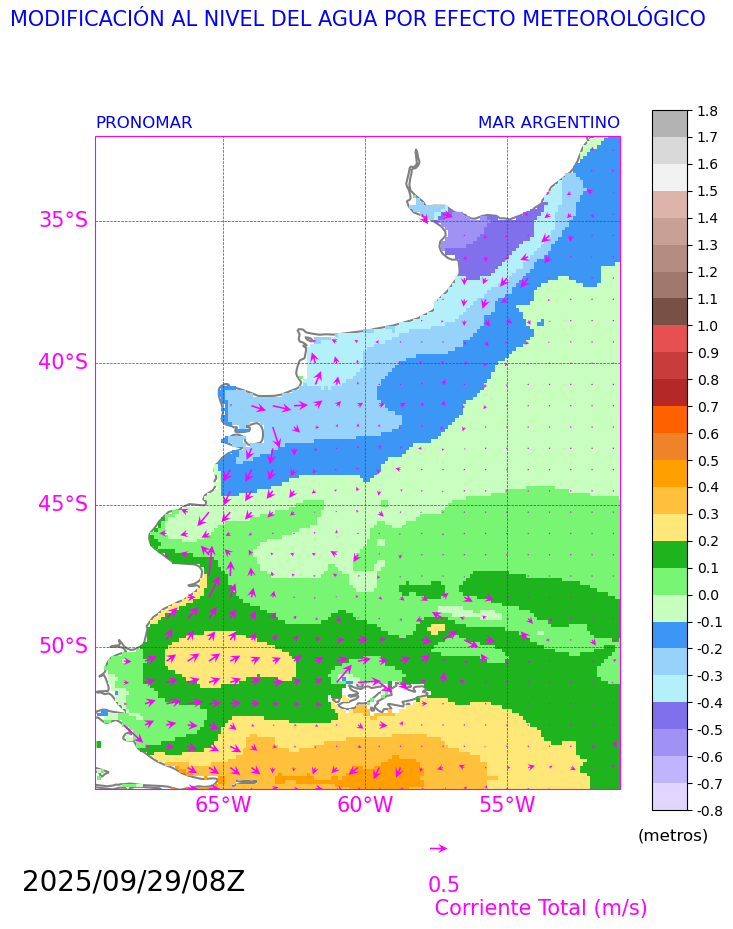 MODIFICACIÓN AL NIVEL DEL AGUA POR EFECTO METEOROLÓGICO
PRONOMAR
MAR ARGENTINO
35°S
40°S
45°S
50°S
65°W
60°W
55°W
1.8
1.7
1.6
1.5
1.4
1.3
1.2
1.1
1.0
0.9
0.8
0.7
0.6
0.5
0.4
0.3
0.2
0.1
0.0
-0.1
-0.2
-0.3
-0.4
-0.5
-0.6
-0.7
-0.8
(metros)
2025/09/29/08Z
0.5
Corriente Total (m/s)